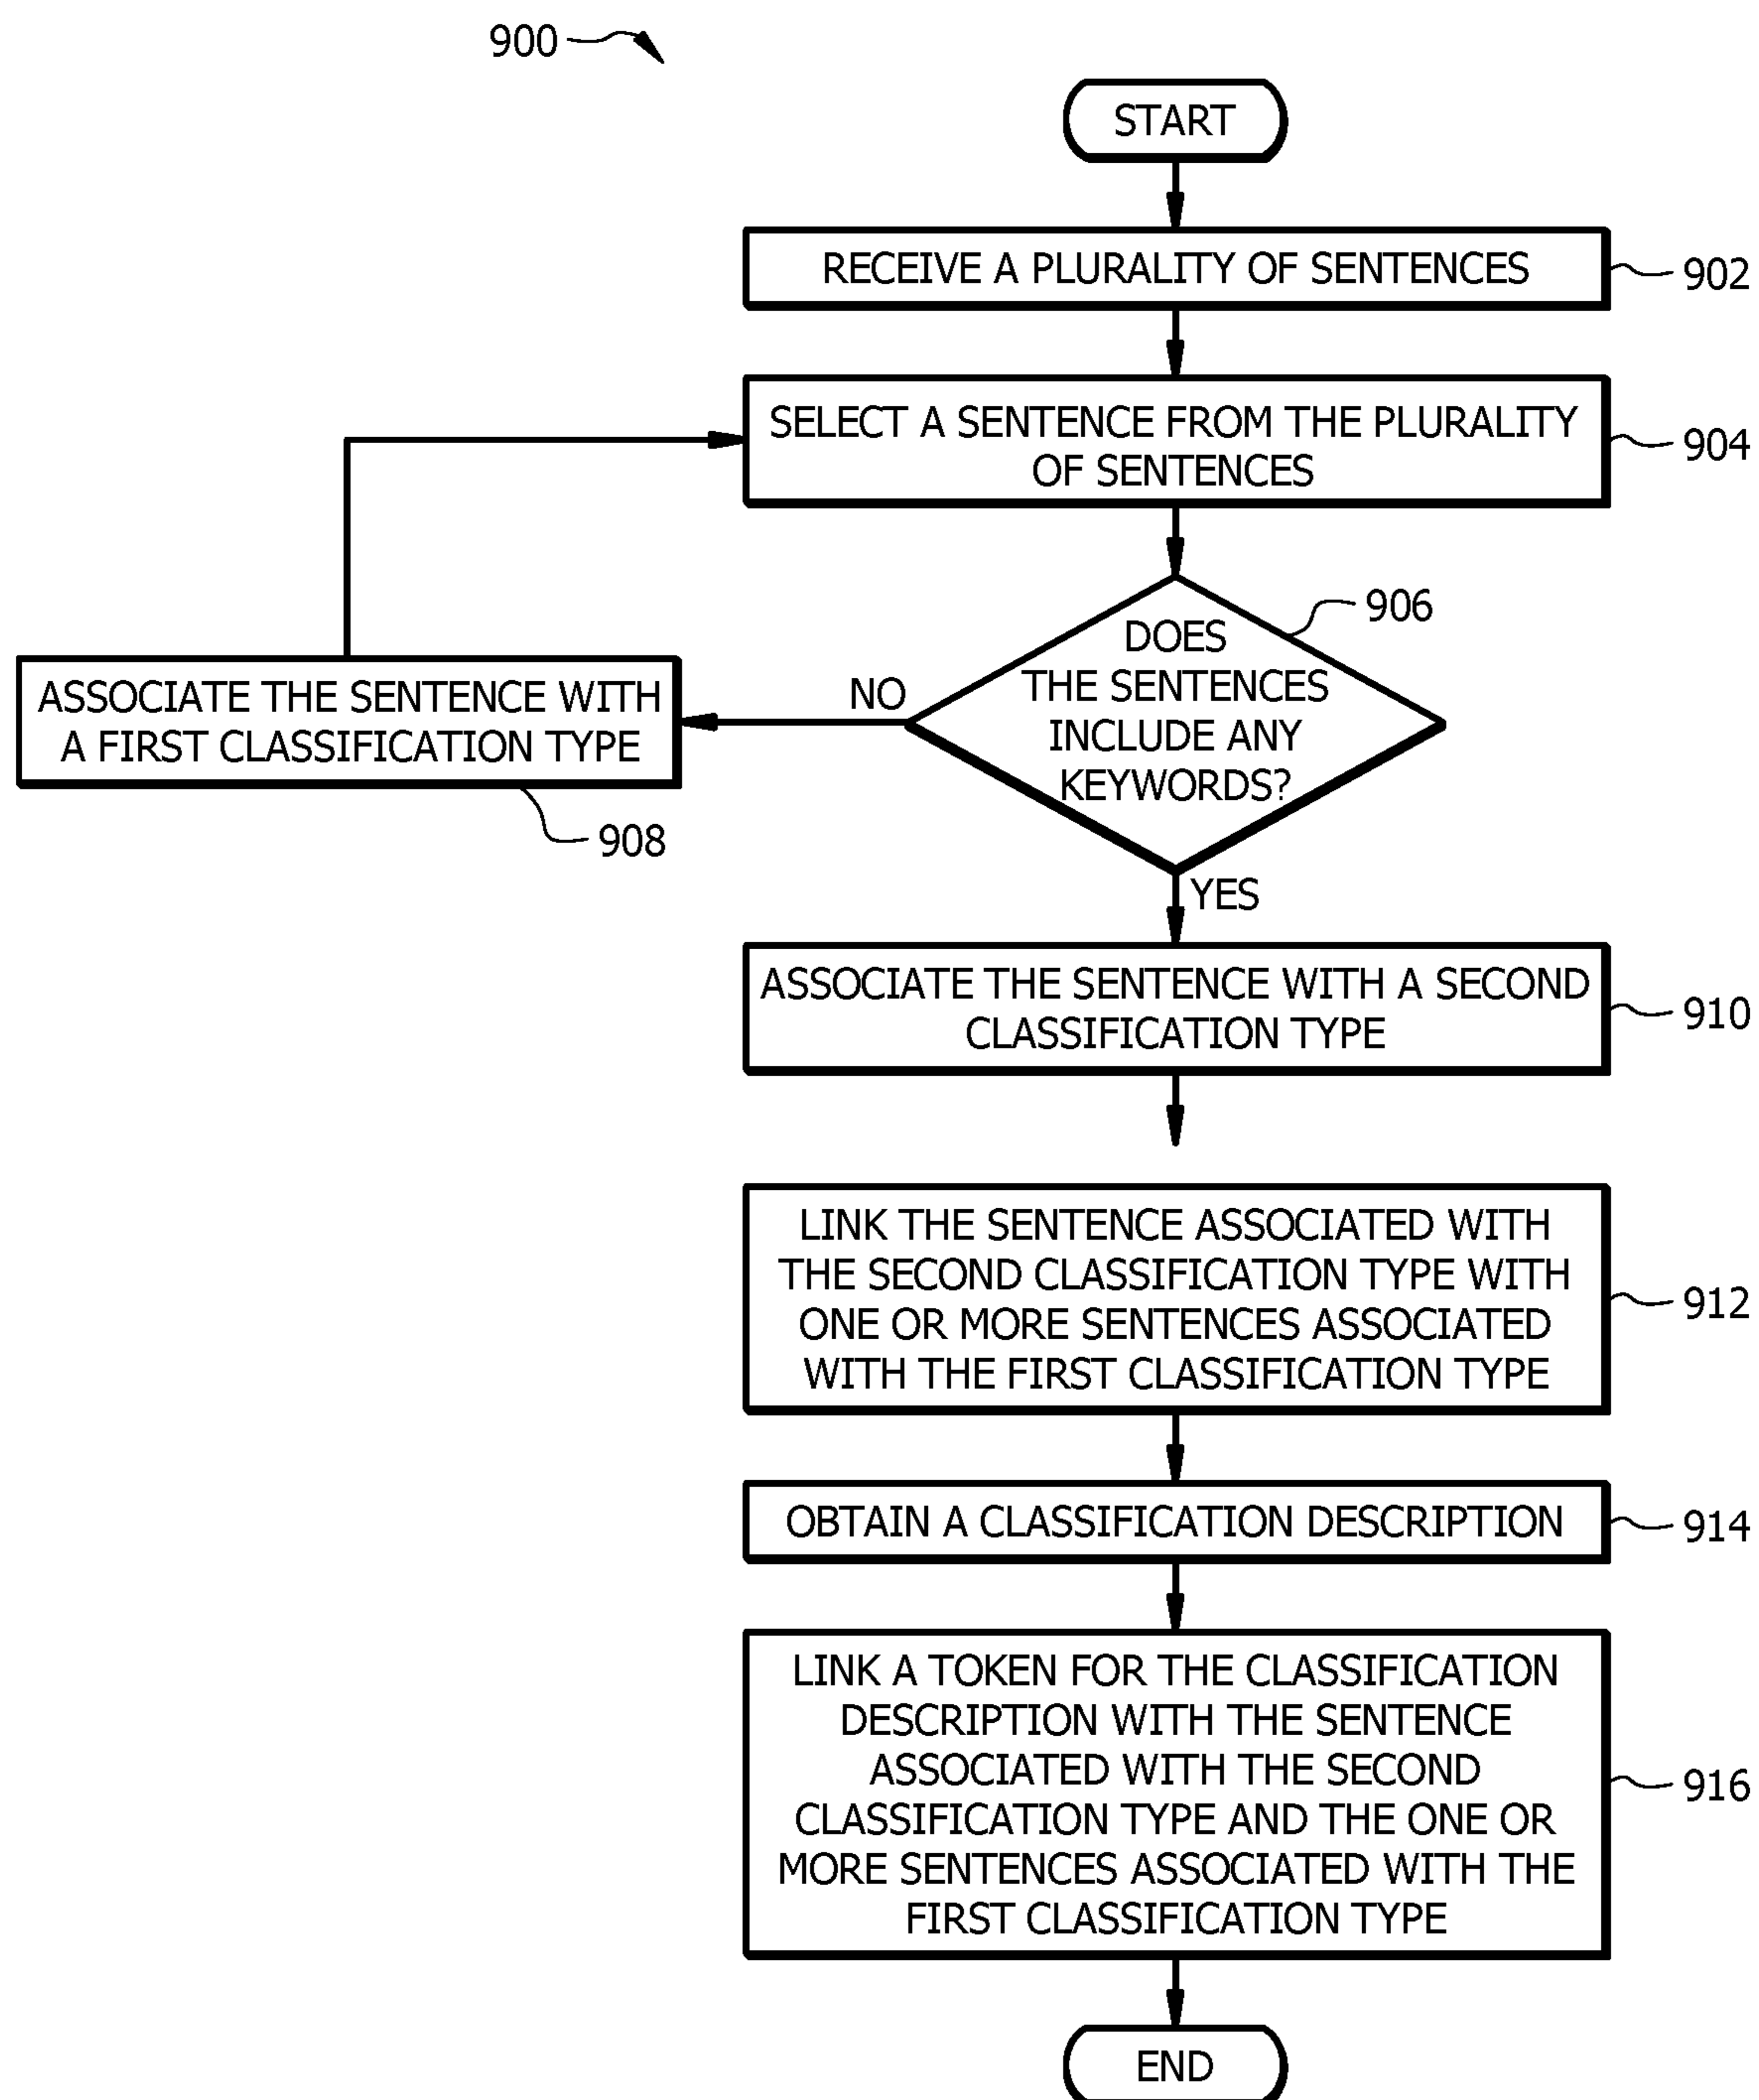 900
START
RECEIVE A PLURALITY OF SENTENCES
902
SELECT A SENTENCE FROM THE PLURALITY
OF SENTENCES
904
DOES
THE SENTENCES
INCLUDE ANY
KEYWORDS?
906
NO
ASSOCIATE THE SENTENCE WITH
A FIRST CLASSIFICATION TYPE
908
YES
ASSOCIATE THE SENTENCE WITH A SECOND
CLASSIFICATION TYPE
910
LINK THE SENTENCE ASSOCIATED WITH
THE SECOND CLASSIFICATION TYPE WITH
ONE OR MORE SENTENCES ASSOCIATED
WITH THE FIRST CLASSIFICATION TYPE
912
OBTAIN A CLASSIFICATION DESCRIPTION
914
LINK A TOKEN FOR THE CLASSIFICATION
DESCRIPTION WITH THE SENTENCE
ASSOCIATED WITH THE SECOND
CLASSIFICATION TYPE AND THE ONE OR
MORE SENTENCES ASSOCIATED WITH THE
FIRST CLASSIFICATION TYPE
916
END